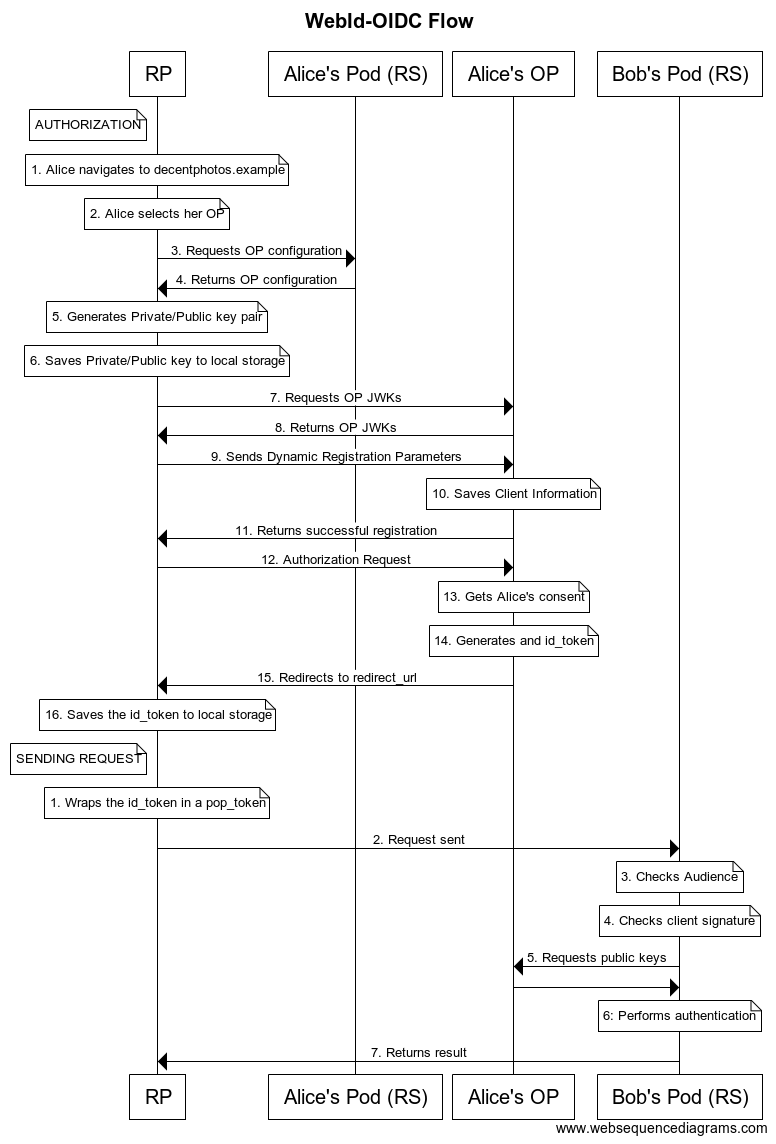 WebId-OIDC Flow
RP
Alice's Pod (RS)
Alice's OP
Bob's Pod (RS)
AUTHORIZATION
1. Alice navigates to decentphotos.example
2. Alice selects her OP
3. Requests OP configuration
4. Returns OP configuration
5. Generates Private/Public key pair
6. Saves Private/Public key to local storage
7. Requests OP JWKs
8. Returns OP JWKs
9. Sends Dynamic Registration Parameters
10. Saves Client Information
11. Returns successful registration
12. Authorization Request
13. Gets Alice's consent
14. Generates and id_token
15. Redirects to redirect_url
16. Saves the id_token to local storage
SENDING REQUEST
1. Wraps the id_token in a pop_token
2. Request sent
3. Checks Audience
4. Checks client signature
5. Requests public keys
6: Performs authentication
7. Returns result
RP
Alice's Pod (RS)
Alice's OP
Bob's Pod (RS)
www.websequencediagrams.com